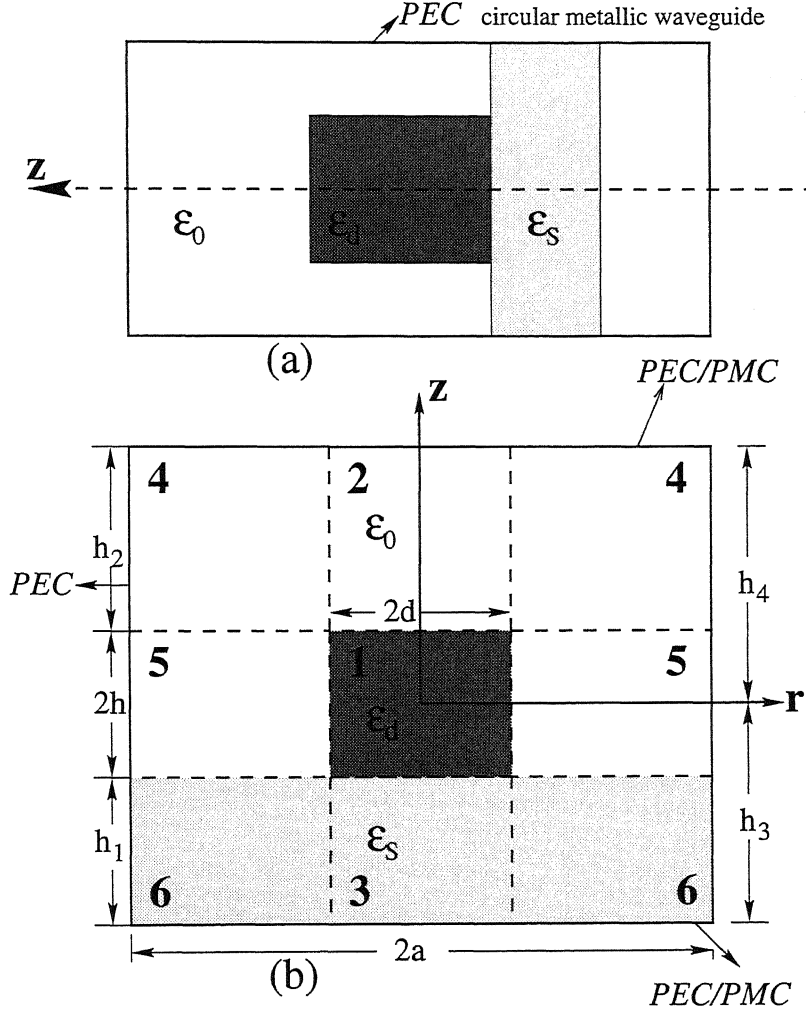 PEC circular metallic waveguide
z
ε0 εd εS
(a)
PEC/PMC
z
4 2 4
ε0
h2
PEC
h4
2d
5 1 5
2h
r
εd
h1
εS
h3
6 3 6
2a
(b)
PEC/PMC